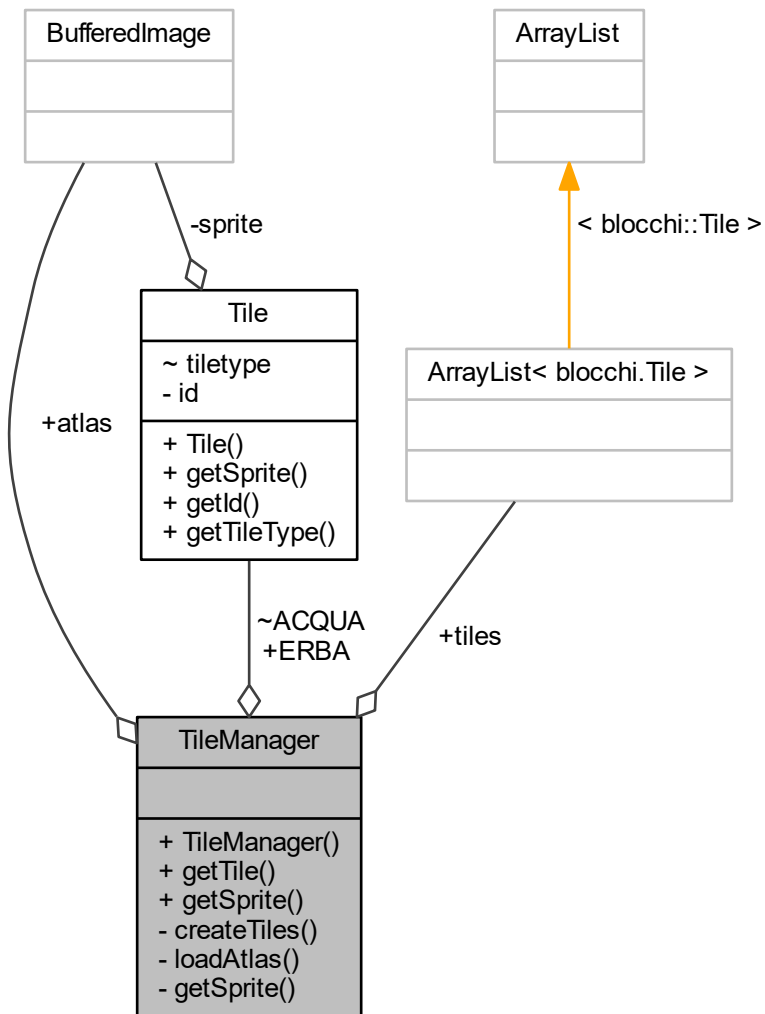 BufferedImage
ArrayList
-sprite
< blocchi::Tile >
Tile
~ tiletype
- id
+ Tile()
+ getSprite()
+ getId()
+ getTileType()
ArrayList< blocchi.Tile >
+atlas
~ACQUA
+ERBA
+tiles
TileManager
+ TileManager()
+ getTile()
+ getSprite()
- createTiles()
- loadAtlas()
- getSprite()